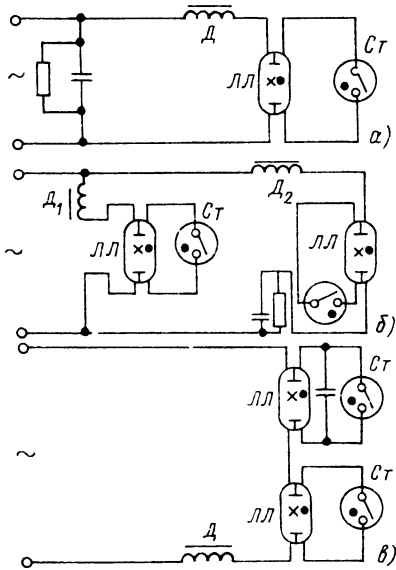 ~ Д ЛЛ Ст
а)
~ Д₁ ЛЛ Ст Д₂ ЛЛ
б)
ЛЛ Ст
~
ЛЛ Ст
Д
в)